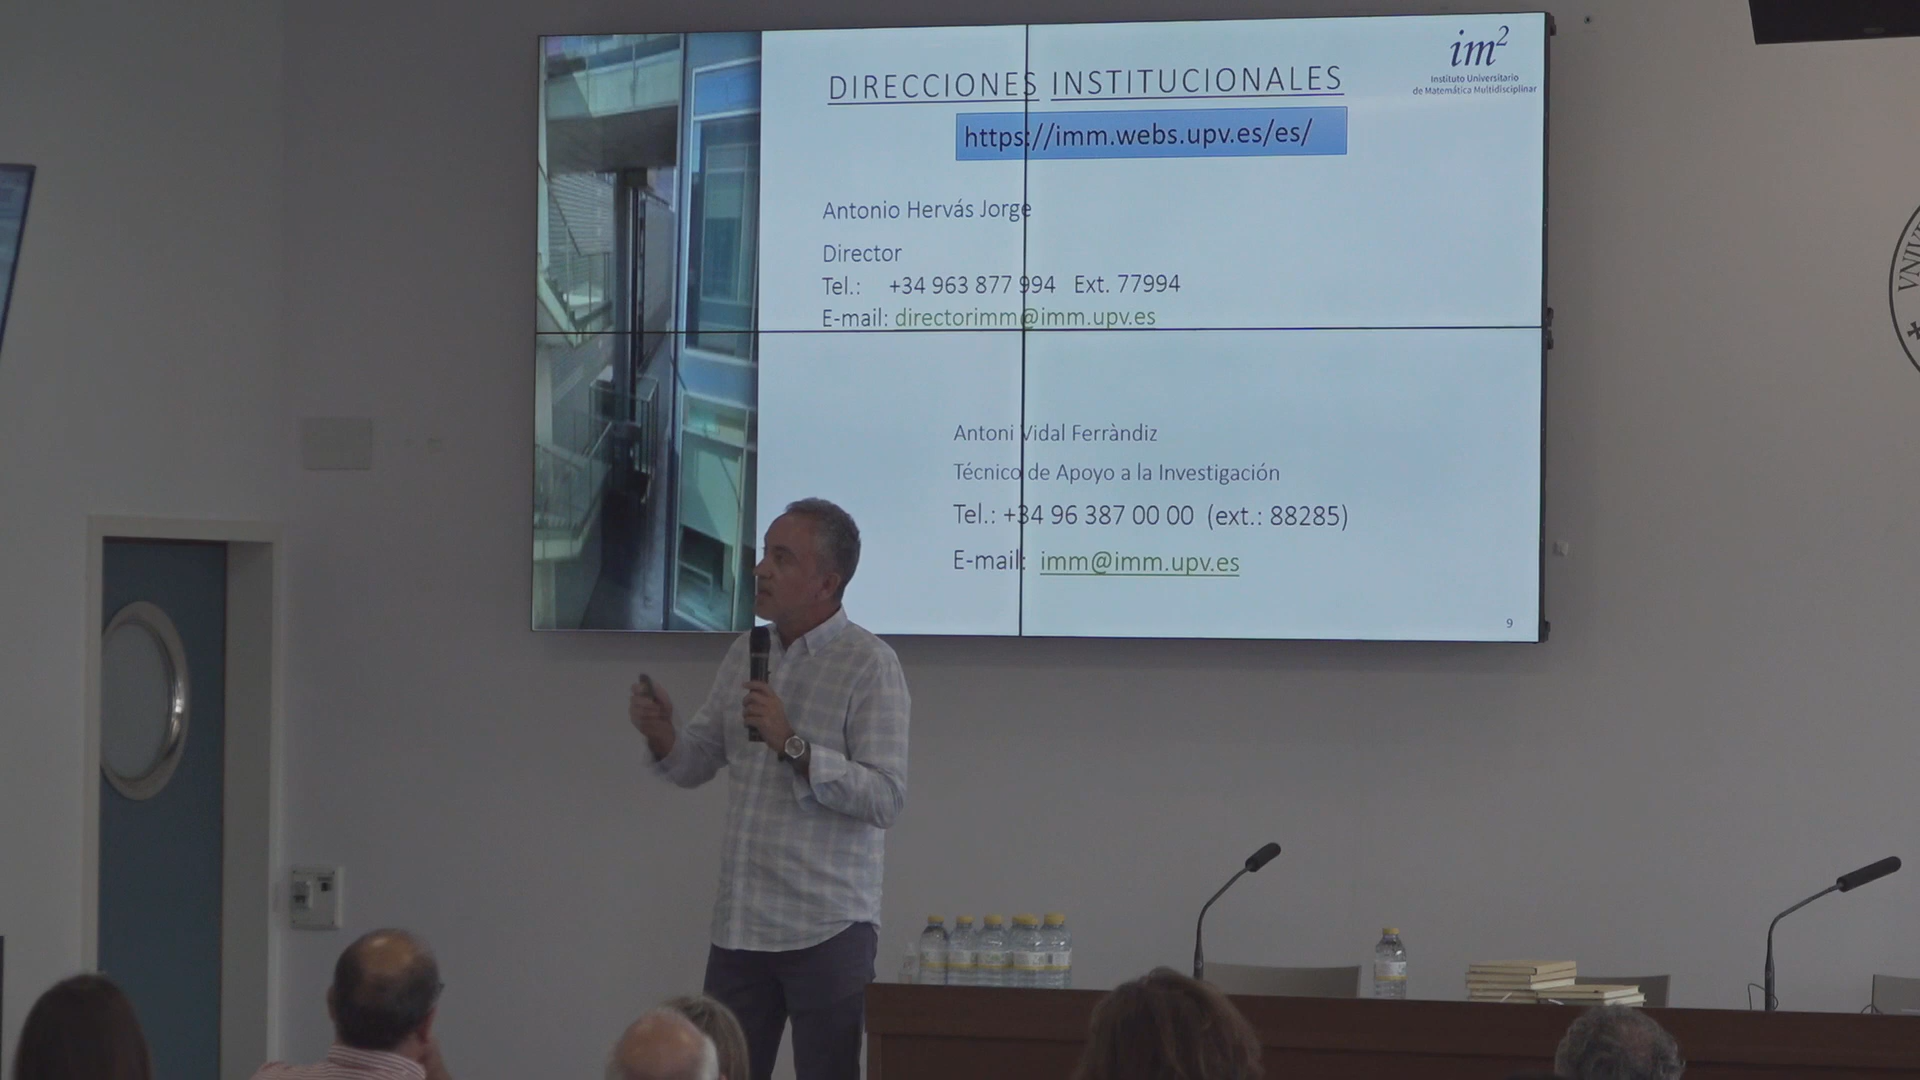 im²
Instituto Universitario
de Matemática Multidisciplinar
DIRECCIONES INSTITUCIONALES
https://imm.webs.upv.es/es/
Antonio Hervás Jorge
Director
Tel.: +34 963 877 994 Ext. 77994
E-mail: directorimm@imm.upv.es
Antoni Vidal Ferràndiz
Técnico de Apoyo a la Investigación
Tel.: +34 96 387 00 00 (ext.: 88285)
E-mail: imm@imm.upv.es
9